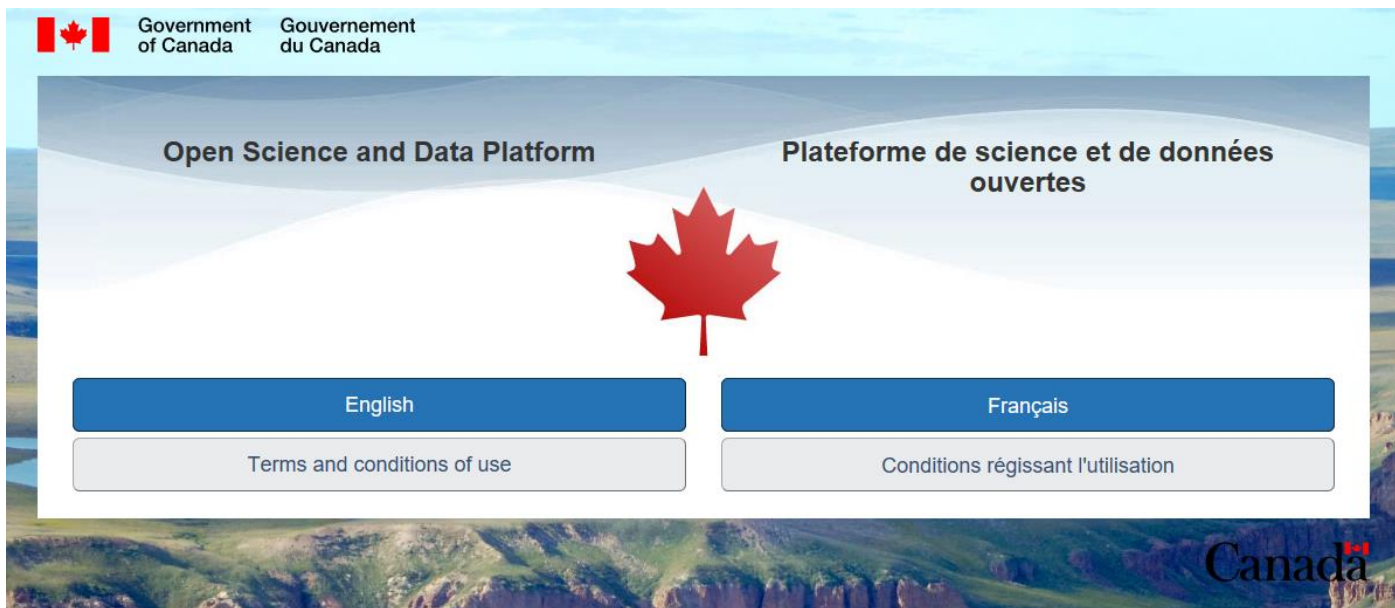 Government
of Canada
Gouvernement
du Canada
Open Science and Data Platform
Plateforme de science et de données
ouvertes
English
Français
Terms and conditions of use
Conditions régissant l'utilisation
Canada